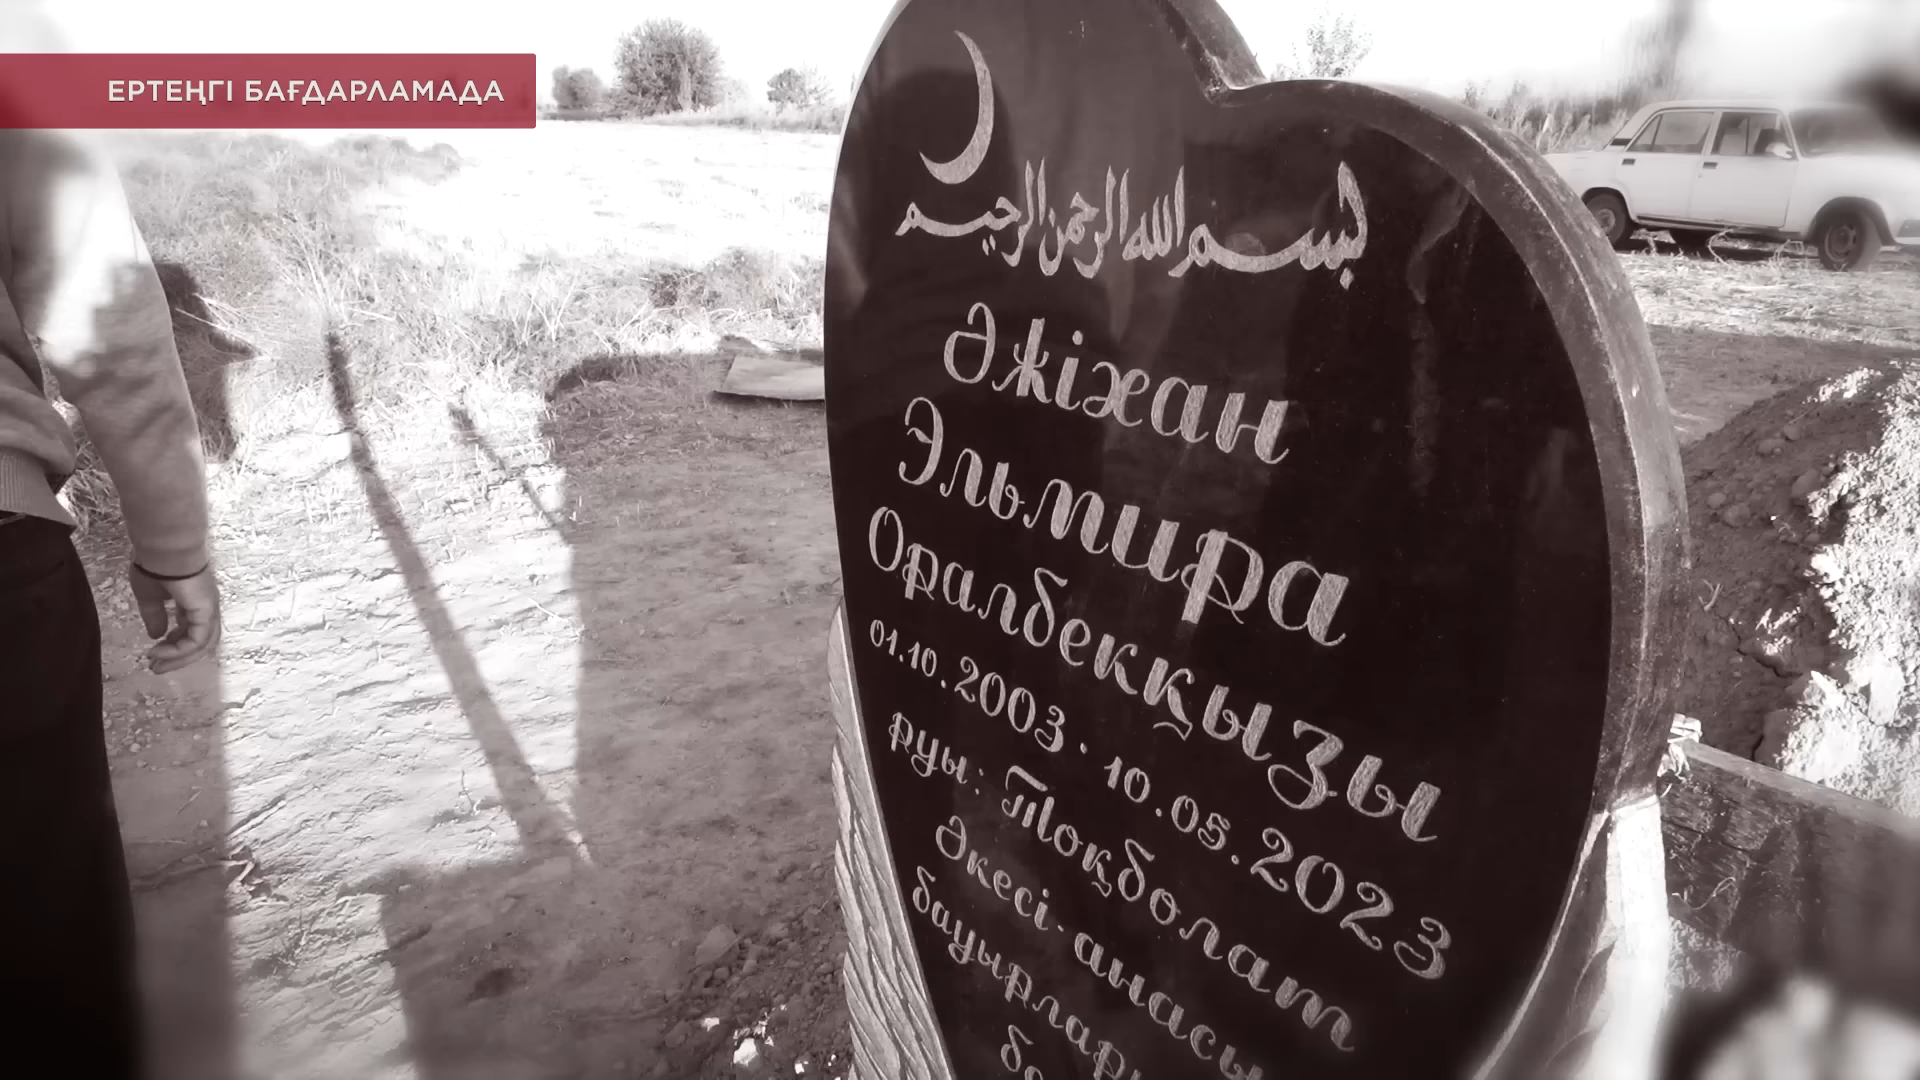 ЕРТЕҢГІ БАҒДАРЛАМАДА
بسم الله الرحمن الرحيم
Әжіхан
Эльмира
Оралбекқызы
01.10.2003. 10.05.2023
руы: Тоқболат
Әкесі-анасы
бауырлары